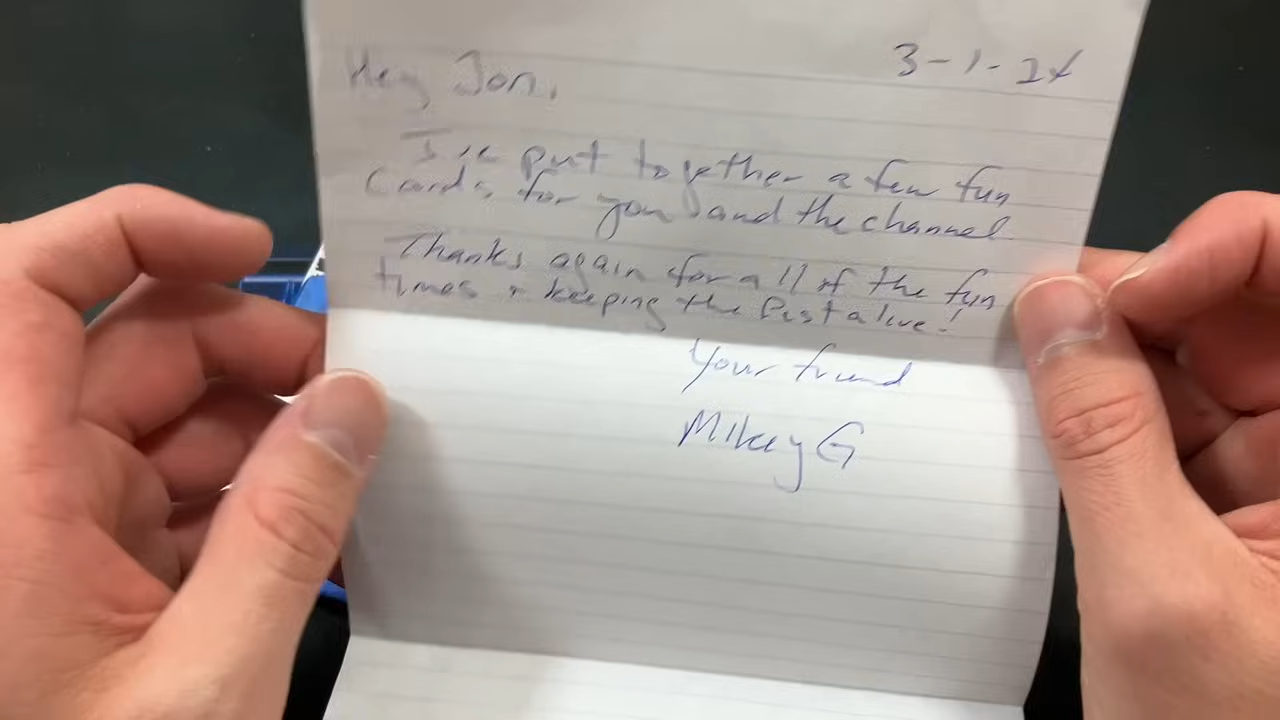 3-1-24
Hey Jon,
I've put together a few fun
Cards for you and the channel
Thanks again for all of the fun
times + keeping the Past alive!
Your friend
Mikey G